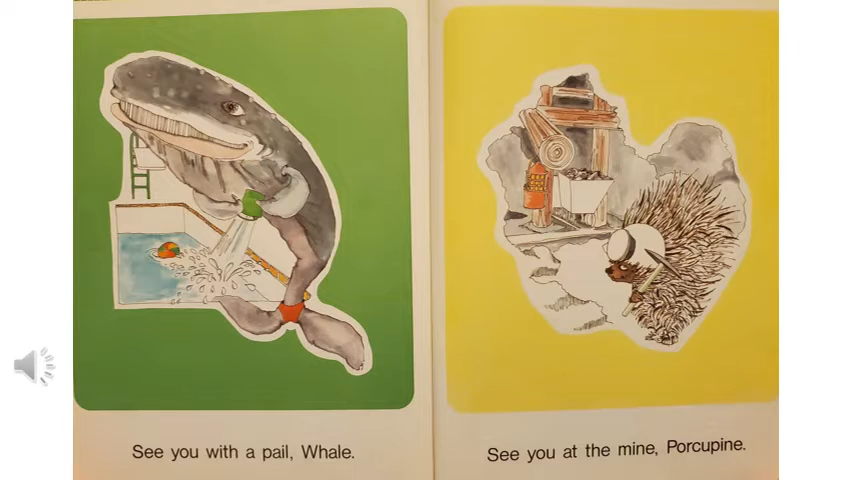 See you with a pail, Whale.
See you at the mine, Porcupine.